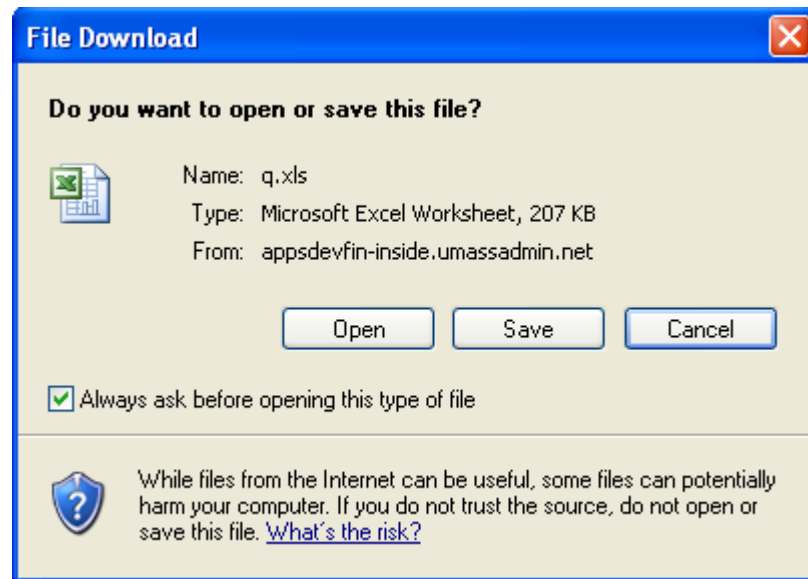 File Download
Do you want to open or save this file?
Name: q.xls
Type: Microsoft Excel Worksheet, 207 KB
From: appsdevfin-inside.umassadmin.net
Open Save Cancel
Always ask before opening this type of file
While files from the Internet can be useful, some files can potentially
harm your computer. If you do not trust the source, do not open or
save this file. What's the risk?